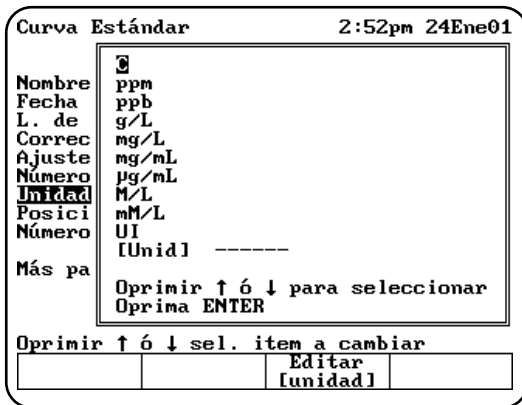 Curva Estándar 2:52pm 24Ene01
C
Nombre ppm
Fecha ppb
L. de g/L
Correc mg/L
Ajuste mg/mL
Número µg/mL
Unidad M/L
Posici mM/L
Número UI
[Unid] ------
Más pa
Oprimir ↑ ó ↓ para seleccionar
Oprima ENTER
Oprimir ↑ ó ↓ sel. item a cambiar
Editar
[unidad]